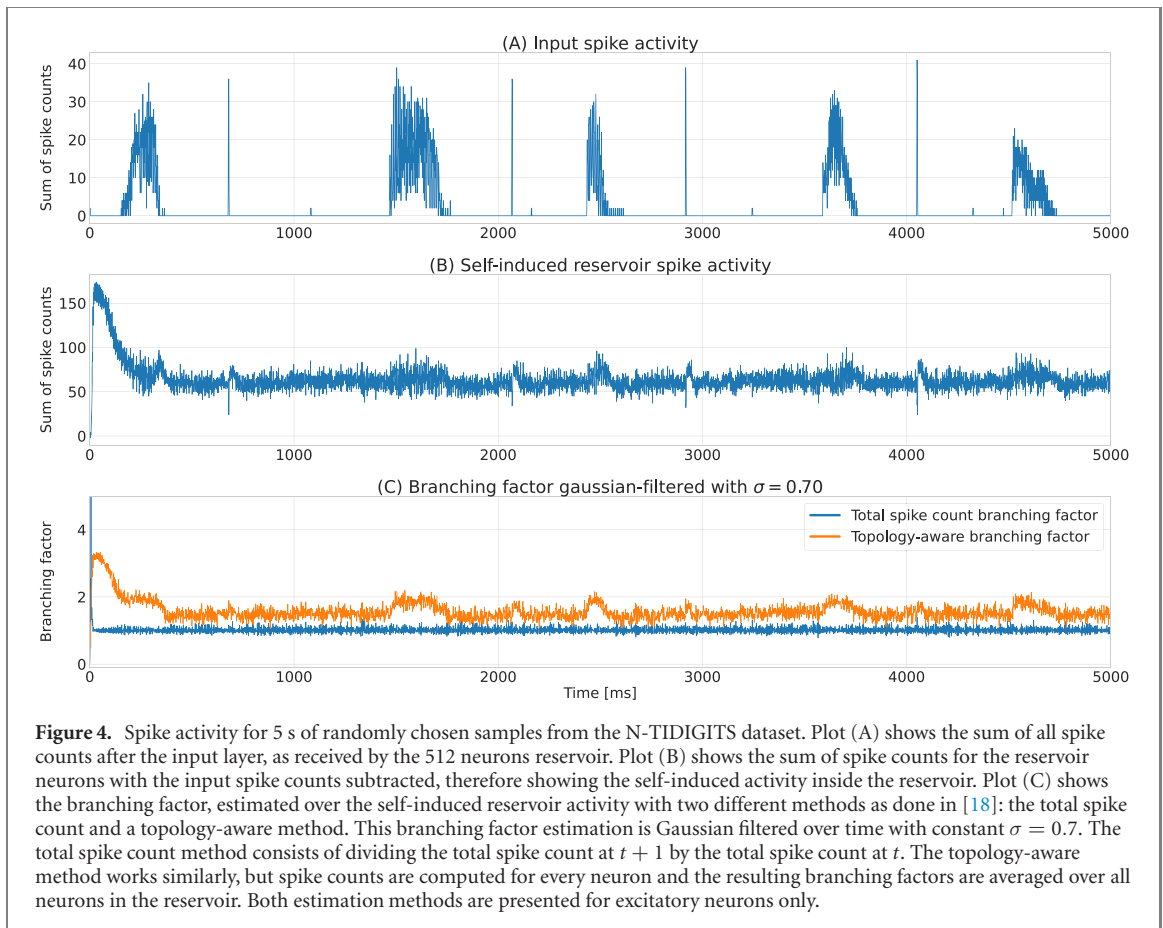 (A) Input spike activity
40
30
20
10
0
Sum of spike counts
0 1000 2000 3000 4000 5000
(B) Self-induced reservoir spike activity
150
100
50
0
Sum of spike counts
0 1000 2000 3000 4000 5000
(C) Branching factor gaussian-filtered with σ = 0.70
4
2
0
Branching factor
Total spike count branching factor
Topology-aware branching factor
0 1000 2000 3000 4000 5000
Time [ms]
Figure 4. Spike activity for 5 s of randomly chosen samples from the N-TIDIGITS dataset. Plot (A) shows the sum of all spike
counts after the input layer, as received by the 512 neurons reservoir. Plot (B) shows the sum of spike counts for the reservoir
neurons with the input spike counts subtracted, therefore showing the self-induced activity inside the reservoir. Plot (C) shows
the branching factor, estimated over the self-induced reservoir activity with two different methods as done in [18]: the total spike
count and a topology-aware method. This branching factor estimation is Gaussian filtered over time with constant σ = 0.7. The
total spike count method consists of dividing the total spike count at t + 1 by the total spike count at t. The topology-aware
method works similarly, but spike counts are computed for every neuron and the resulting branching factors are averaged over all
neurons in the reservoir. Both estimation methods are presented for excitatory neurons only.